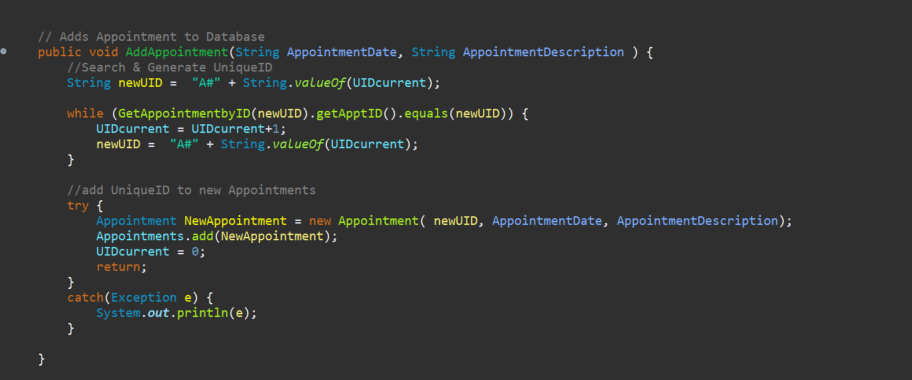 // Adds Appointment to Database
public void AddAppointment(String AppointmentDate, String AppointmentDescription ) {
//Search & Generate UniqueID
String newUID =  "A#" + String.valueOf(UIDcurrent);
while (GetAppointmentbyID(newUID).getApptID().equals(newUID)) {
UIDcurrent = UIDcurrent+1;
newUID =  "A#" + String.valueOf(UIDcurrent);
}
//add UniqueID to new Appointments
try {
Appointment NewAppointment = new Appointment( newUID, AppointmentDate, AppointmentDescription);
Appointments.add(NewAppointment);
UIDcurrent = 0;
return;
}
catch(Exception e) {
System.out.println(e);
}
}